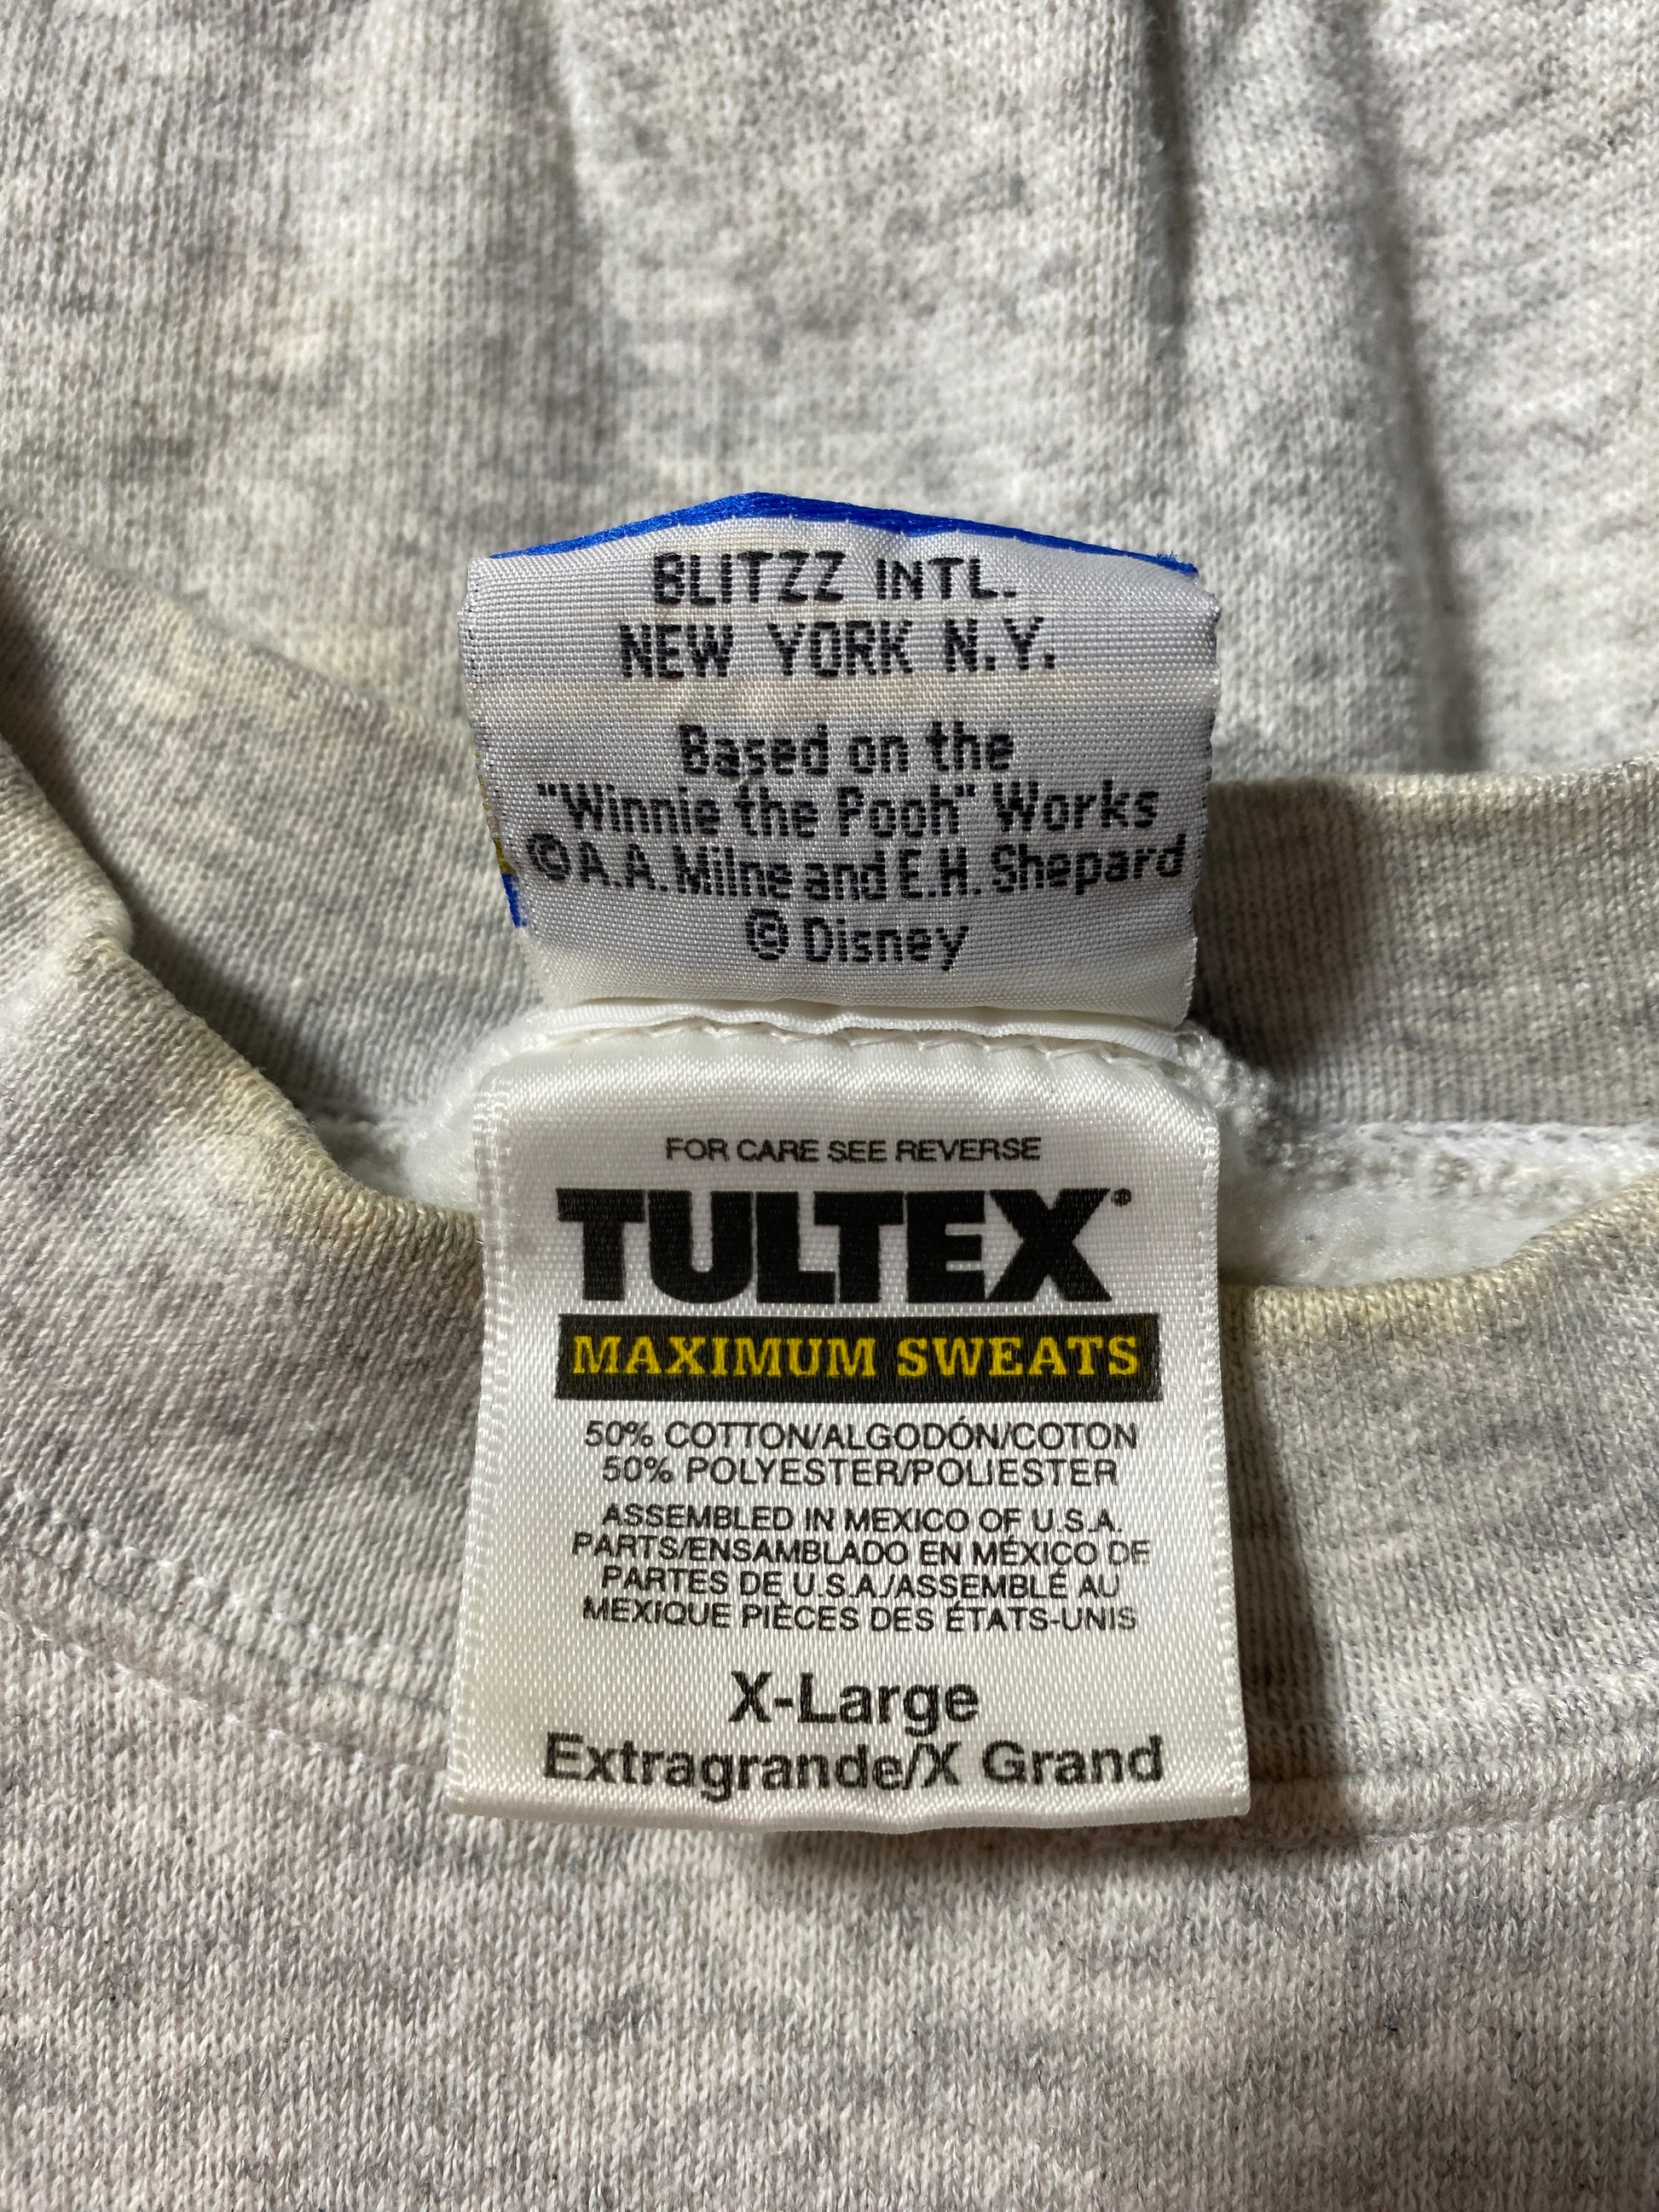 BLITZZ INTL.
NEW YORK N.Y.
Based on the
"Winnie the Pooh" Works
©A.A. Milne and E.H. Shepard
© Disney
FOR CARE SEE REVERSE
TULTEX®
MAXIMUM SWEATS
50% COTTON/ALGODÓN/COTON
50% POLYESTER/POLIESTER
ASSEMBLED IN MEXICO OF U.S.A.
PARTS/ENSAMBLADO EN MÉXICO DE
PARTES DE U.S.A./ASSEMBLÉ AU
MEXIQUE PIÈCES DES ÉTATS-UNIS
X-Large
Extragrande/X Grand